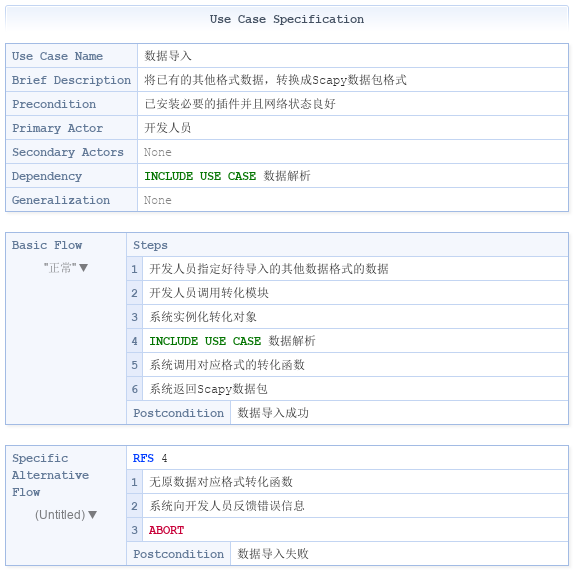 Use Case Specification
Use Case Name 数据导入
Brief Description 将已有的其他格式数据，转换成Scapy数据包格式
Precondition 已安装必要的插件并且网络状态良好
Primary Actor 开发人员
Secondary Actors None
Dependency INCLUDE USE CASE 数据解析
Generalization None
Basic Flow Steps
"正常" ▼
1 开发人员指定好待导入的其他数据格式的数据
2 开发人员调用转化模块
3 系统实例化转化对象
4 INCLUDE USE CASE 数据解析
5 系统调用对应格式的转化函数
6 系统返回Scapy数据包
Postcondition 数据导入成功
Specific
Alternative
Flow
(Untitled) ▼
RFS 4
1 无原数据对应格式转化函数
2 系统向开发人员反馈错误信息
3 ABORT
Postcondition 数据导入失败